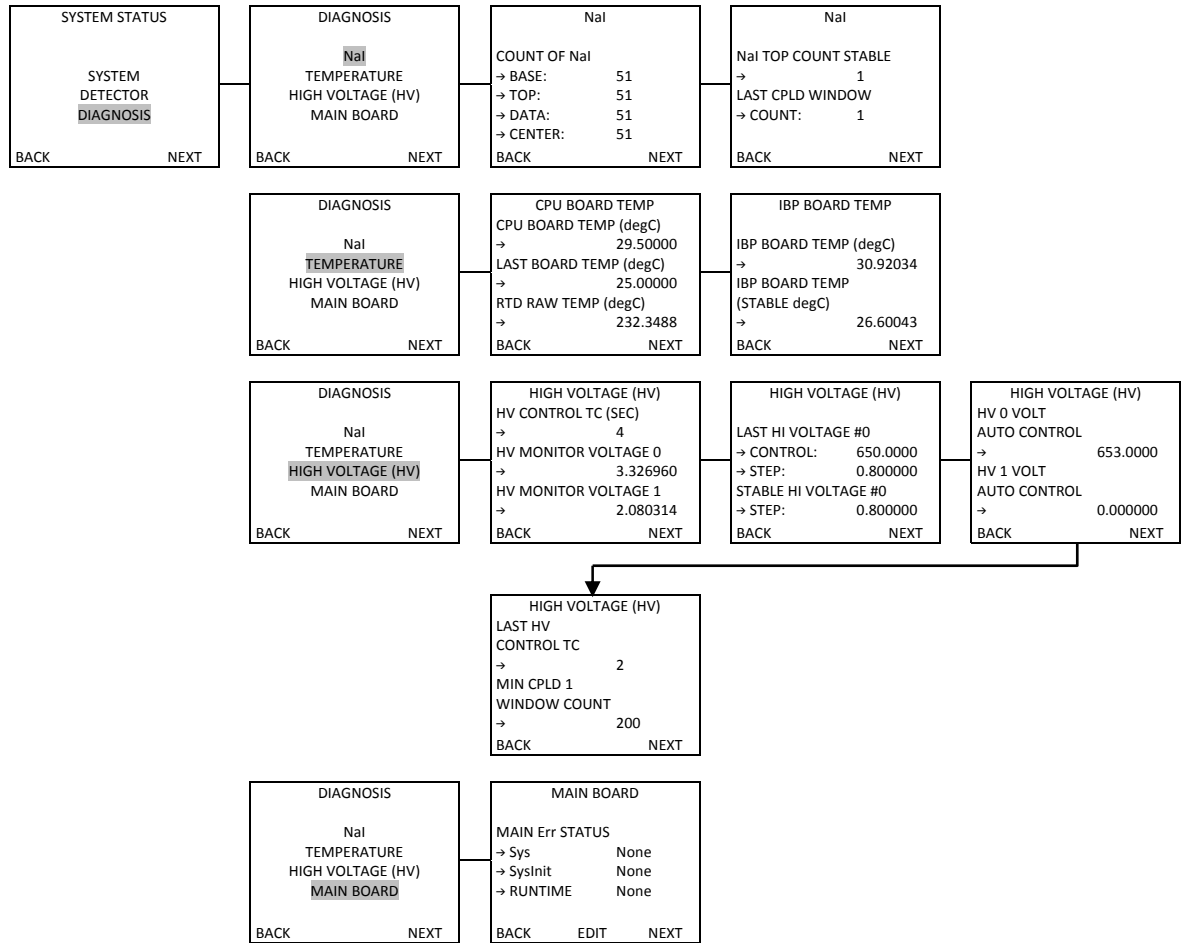 SYSTEM STATUS
SYSTEM
DETECTOR
DIAGNOSIS
BACK NEXT
DIAGNOSIS
NaI
TEMPERATURE
HIGH VOLTAGE (HV)
MAIN BOARD
BACK NEXT
NaI
COUNT OF NaI
→ BASE: 51
→ TOP: 51
→ DATA: 51
→ CENTER: 51
BACK NEXT
NaI
NaI TOP COUNT STABLE
→ 1
LAST CPLD WINDOW
→ COUNT: 1
BACK NEXT
DIAGNOSIS
NaI
TEMPERATURE
HIGH VOLTAGE (HV)
MAIN BOARD
BACK NEXT
CPU BOARD TEMP
CPU BOARD TEMP (degC)
→ 29.50000
LAST BOARD TEMP (degC)
→ 25.00000
RTD RAW TEMP (degC)
→ 232.3488
BACK NEXT
IBP BOARD TEMP
IBP BOARD TEMP (degC)
→ 30.92034
IBP BOARD TEMP
(STABLE degC)
→ 26.60043
BACK NEXT
DIAGNOSIS
NaI
TEMPERATURE
HIGH VOLTAGE (HV)
MAIN BOARD
BACK NEXT
HIGH VOLTAGE (HV)
HV CONTROL TC (SEC)
→ 4
HV MONITOR VOLTAGE 0
→ 3.326960
HV MONITOR VOLTAGE 1
→ 2.080314
BACK NEXT
HIGH VOLTAGE (HV)
LAST HI VOLTAGE #0
→ CONTROL: 650.0000
→ STEP: 0.800000
STABLE HI VOLTAGE #0
→ STEP: 0.800000
BACK NEXT
HIGH VOLTAGE (HV)
HV 0 VOLT
AUTO CONTROL
→ 653.0000
HV 1 VOLT
AUTO CONTROL
→ 0.000000
BACK NEXT
HIGH VOLTAGE (HV)
LAST HV
CONTROL TC
→ 2
MIN CPLD 1
WINDOW COUNT
→ 200
BACK NEXT
DIAGNOSIS
NaI
TEMPERATURE
HIGH VOLTAGE (HV)
MAIN BOARD
BACK NEXT
MAIN BOARD
MAIN Err STATUS
→ Sys None
→ SysInit None
→ RUNTIME None
BACK EDIT NEXT